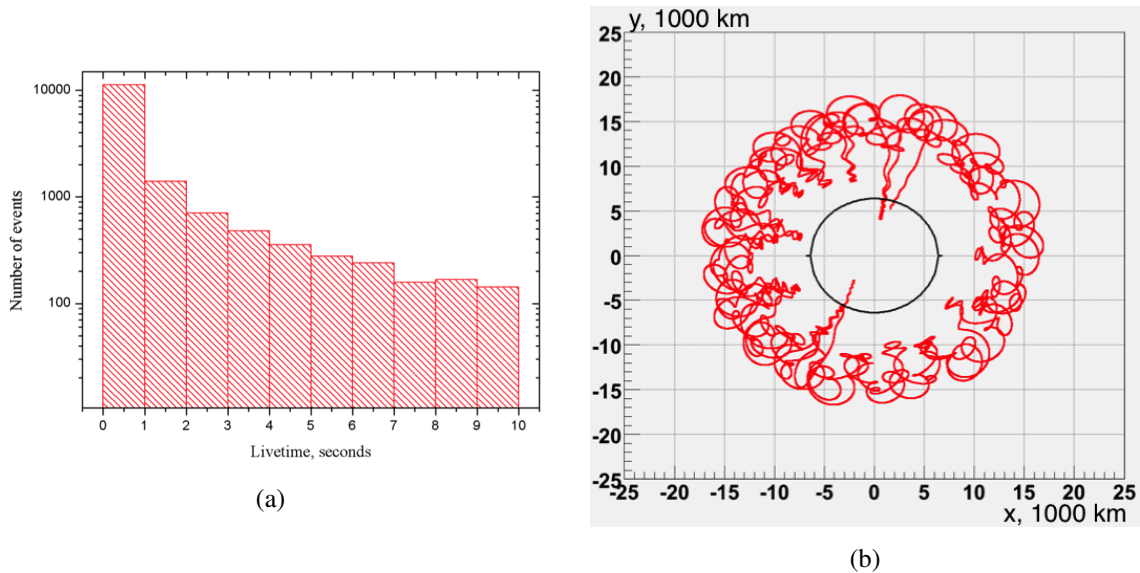 10000
1000
100
Number of events
0 1 2 3 4 5 6 7 8 9 10
Livetime, seconds
(a)
y, 1000 km
25
20
15
10
5
0
-5
-10
-15
-20
-25
-25 -20 -15 -10 -5 0 5 10 15 20 25
x, 1000 km
(b)